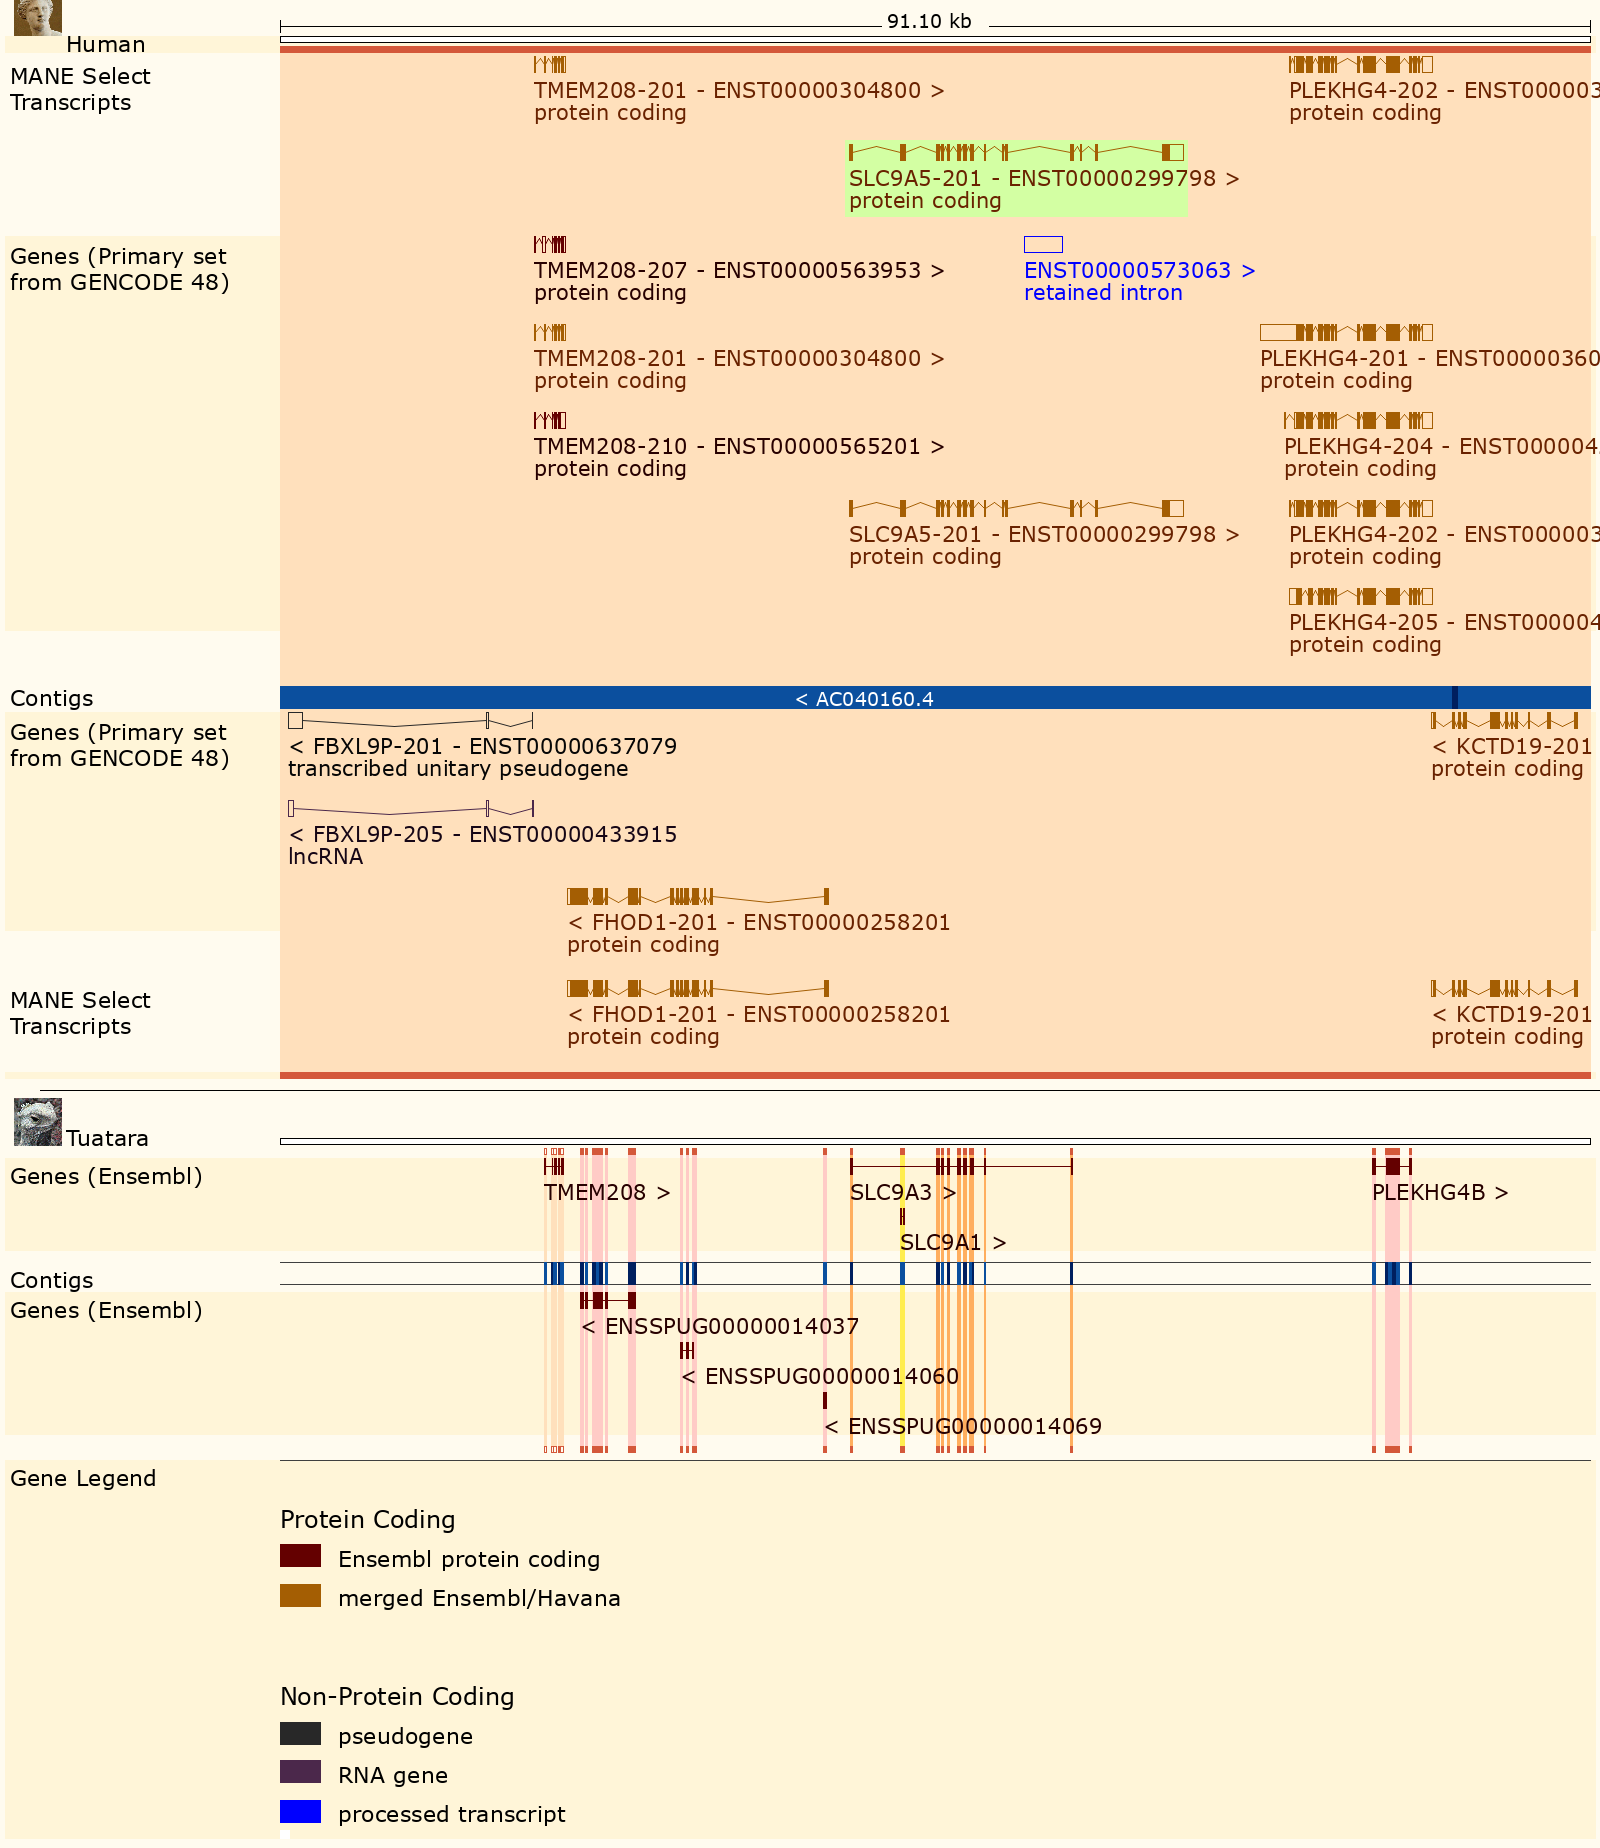 91.10 kb
Human
MANE Select
Transcripts
TMEM208-201 - ENST00000304800 >
protein coding
PLEKHG4-202 - ENST000003
protein coding
SLC9A5-201 - ENST00000299798 >
protein coding
Genes (Primary set
from GENCODE 48)
TMEM208-207 - ENST00000563953 >
protein coding
ENST00000573063 >
retained intron
TMEM208-201 - ENST00000304800 >
protein coding
PLEKHG4-201 - ENST00000360
protein coding
TMEM208-210 - ENST00000565201 >
protein coding
PLEKHG4-204 - ENST000004
protein coding
SLC9A5-201 - ENST00000299798 >
protein coding
PLEKHG4-202 - ENST000003
protein coding
PLEKHG4-205 - ENST000004
protein coding
Contigs
< AC040160.4
Genes (Primary set
from GENCODE 48)
< FBXL9P-201 - ENST00000637079
transcribed unitary pseudogene
< KCTD19-201
protein coding
< FBXL9P-205 - ENST00000433915
lncRNA
< FHOD1-201 - ENST00000258201
protein coding
MANE Select
Transcripts
< FHOD1-201 - ENST00000258201
protein coding
< KCTD19-201
protein coding
Tuatara
Genes (Ensembl)
TMEM208 >
SLC9A3 >
PLEKHG4B >
SLC9A1 >
Contigs
Genes (Ensembl)
< ENSSPUG00000014037
< ENSSPUG00000014060
< ENSSPUG00000014069
Gene Legend
Protein Coding
Ensembl protein coding
merged Ensembl/Havana
Non-Protein Coding
pseudogene
RNA gene
processed transcript